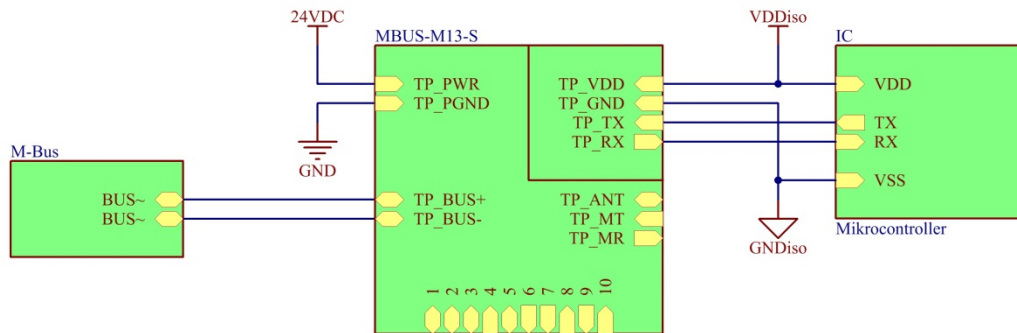 24VDC
VDDiso
MBUS-M13-S
IC
TP_PWR
TP_PGND
TP_VDD
TP_GND
TP_TX
TP_RX
VDD
TX
RX
VSS
GND
M-Bus
BUS~
BUS~
TP_BUS+
TP_BUS-
TP_ANT
TP_MT
TP_MR
GNDiso
Mikrocontroller
1 2 3 4 5 6 7 8 9 10